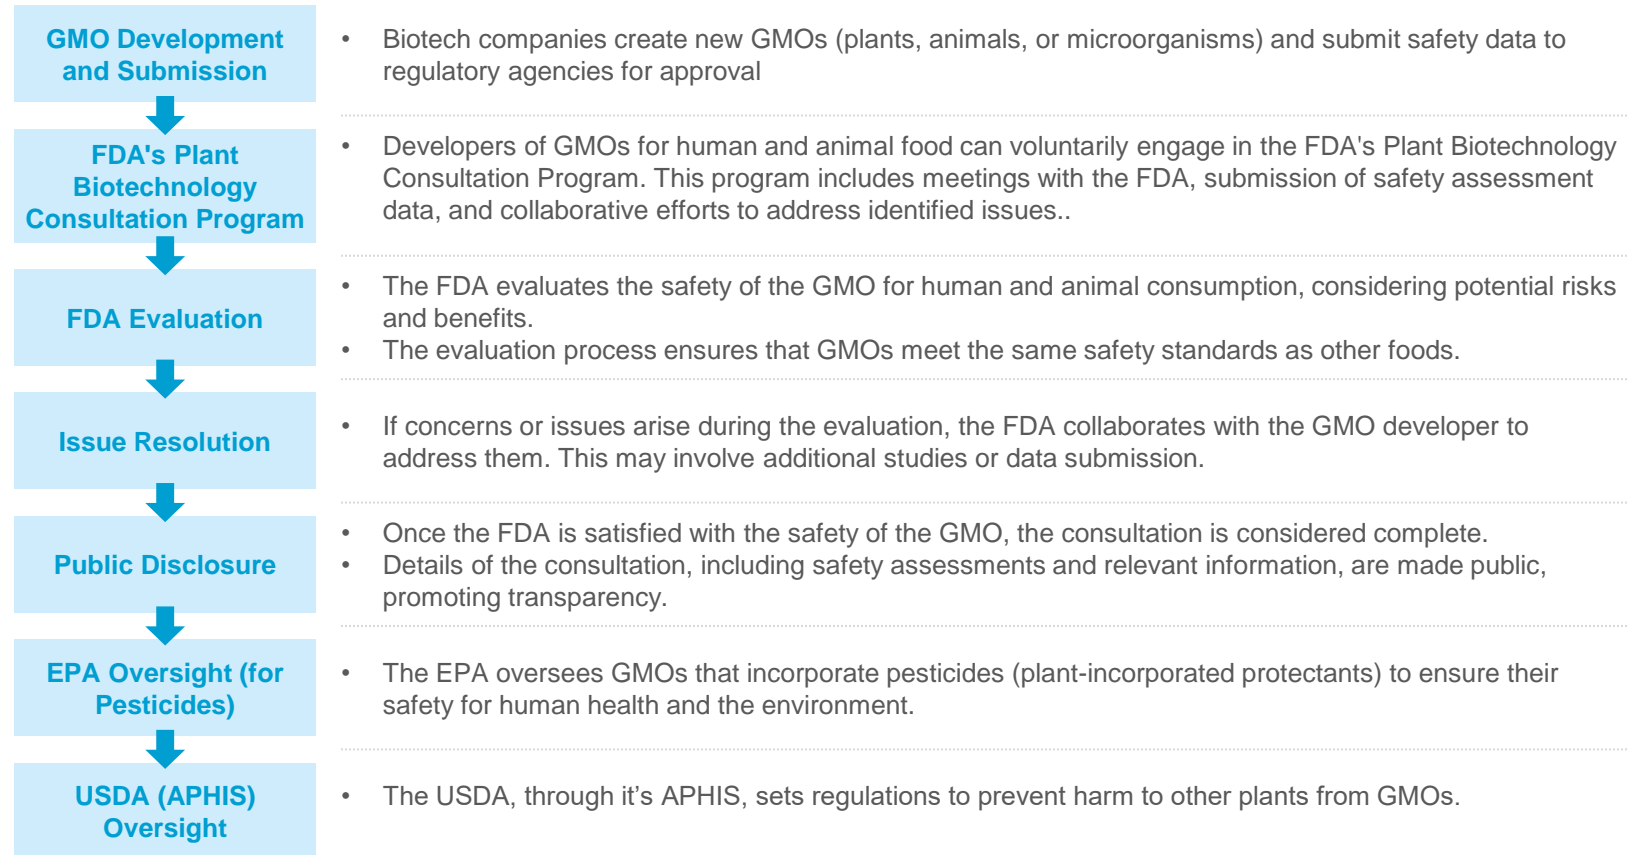 GMO Development
and Submission
• Biotech companies create new GMOs (plants, animals, or microorganisms) and submit safety data to
regulatory agencies for approval
FDA's Plant
Biotechnology
Consultation Program
• Developers of GMOs for human and animal food can voluntarily engage in the FDA's Plant Biotechnology
Consultation Program. This program includes meetings with the FDA, submission of safety assessment
data, and collaborative efforts to address identified issues..
FDA Evaluation
• The FDA evaluates the safety of the GMO for human and animal consumption, considering potential risks
and benefits.
• The evaluation process ensures that GMOs meet the same safety standards as other foods.
Issue Resolution
• If concerns or issues arise during the evaluation, the FDA collaborates with the GMO developer to
address them. This may involve additional studies or data submission.
Public Disclosure
• Once the FDA is satisfied with the safety of the GMO, the consultation is considered complete.
• Details of the consultation, including safety assessments and relevant information, are made public,
promoting transparency.
EPA Oversight (for
Pesticides)
• The EPA oversees GMOs that incorporate pesticides (plant-incorporated protectants) to ensure their
safety for human health and the environment.
USDA (APHIS)
Oversight
• The USDA, through it’s APHIS, sets regulations to prevent harm to other plants from GMOs.